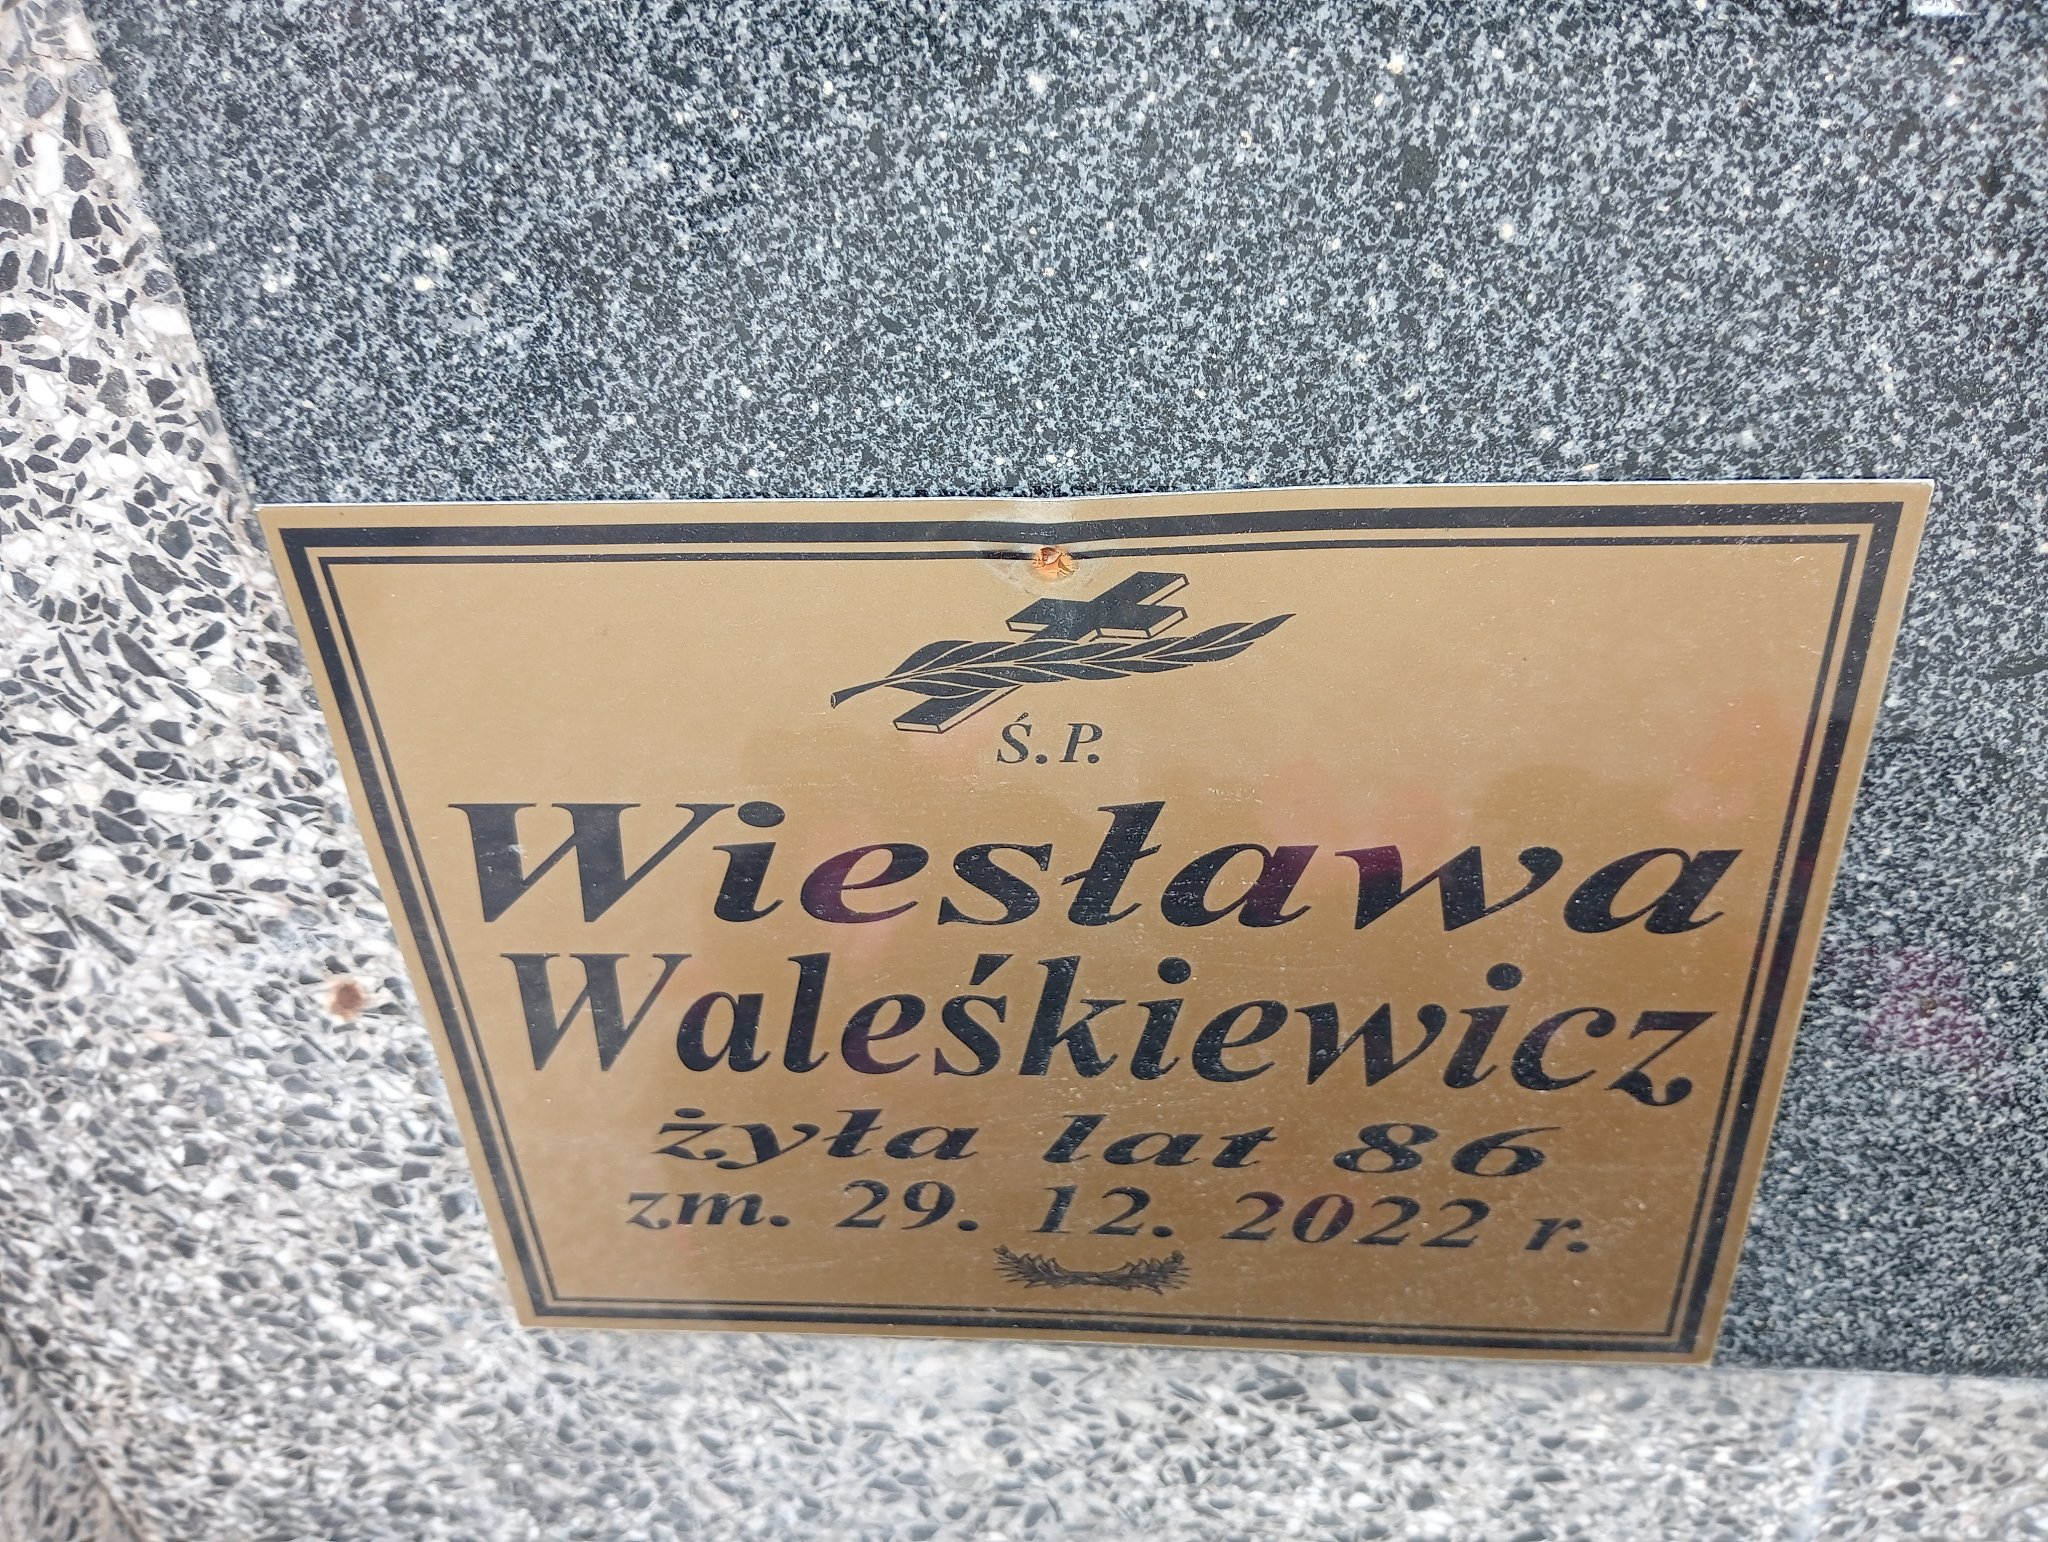 Ś.P.
Wiesława
Waleśkiewicz
żyła lat 86
zm. 29. 12. 2022 r.